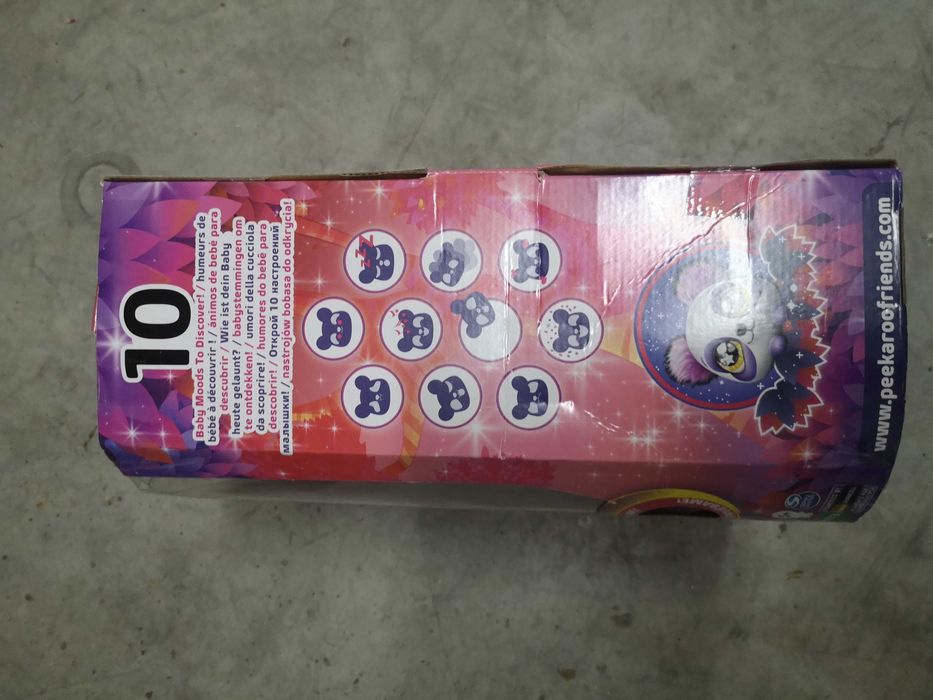 10
Baby Moods To Discover! / humeurs de
bébé à découvrir ! / ánimos de bebé para
descubrir / Wie ist dein Baby
heute gelaunt? / babystemmingen om
te ontdekken! / umori della cucciola
da scoprire! / humores do bebé para
descobrir! / Открой 10 настроений
малышки! / nastrojów bobasa do odkrycia!
www.peekaroofriends.com